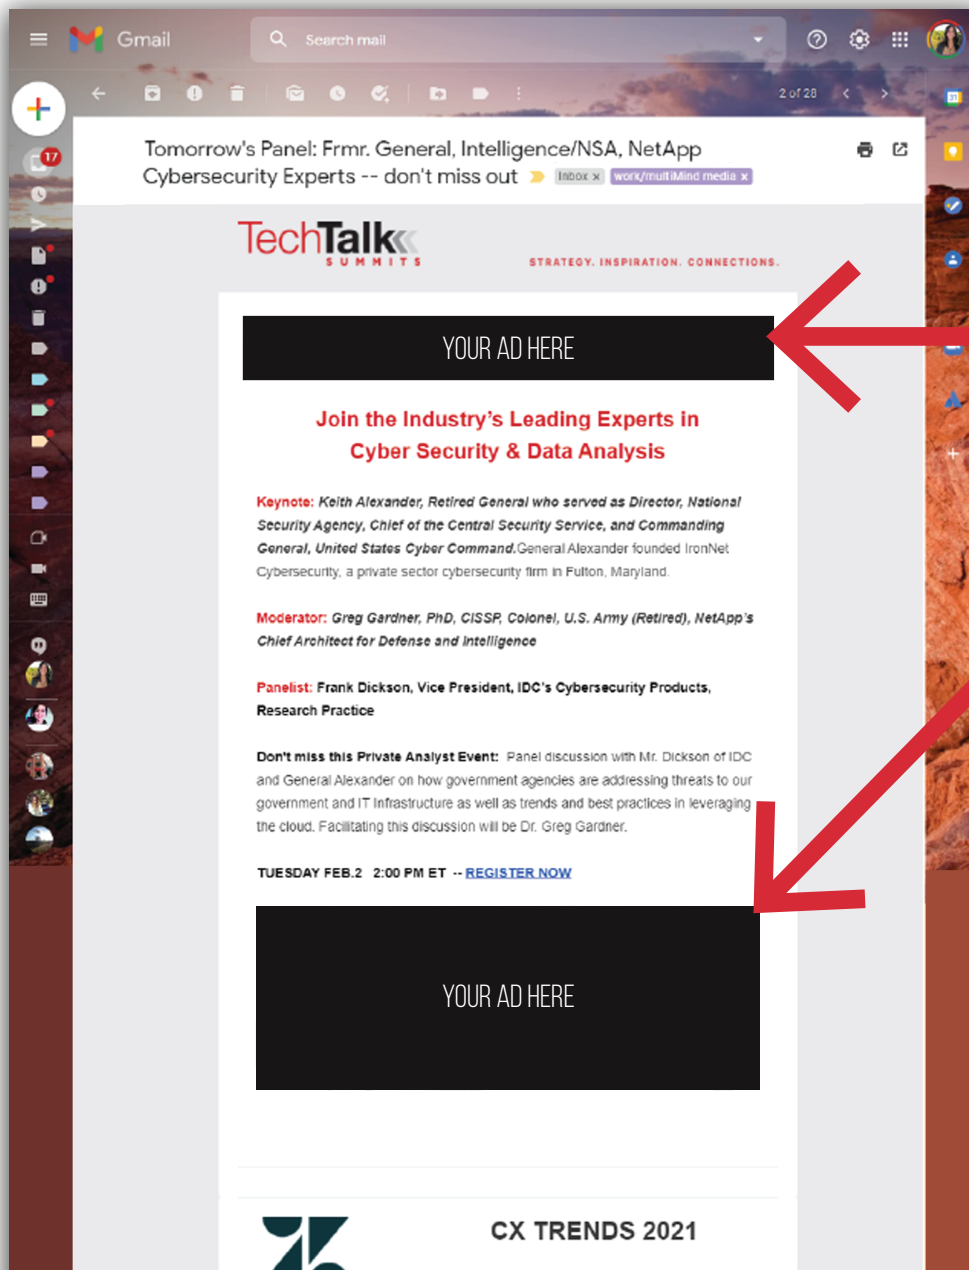 Gmail
Search mail
2 of 28
31
17
Tomorrow's Panel: Frmr. General, Intelligence/NSA, NetApp
Cybersecurity Experts -- don't miss out Inbox x work/multiMind media x
TechTalk
SUMMITS
STRATEGY. INSPIRATION. CONNECTIONS.
YOUR AD HERE
Join the Industry's Leading Experts in
Cyber Security & Data Analysis
Keynote: Keith Alexander, Retired General who served as Director, National
Security Agency, Chief of the Central Security Service, and Commanding
General, United States Cyber Command.General Alexander founded IronNet
Cybersecurity, a private sector cybersecurity firm in Fulton, Maryland.
Moderator: Greg Gardner, PhD, CISSP, Colonel, U.S. Army (Retired), NetApp's
Chief Architect for Defense and Intelligence
Panelist: Frank Dickson, Vice President, IDC's Cybersecurity Products,
Research Practice
Don't miss this Private Analyst Event: Panel discussion with Mr. Dickson of IDC
and General Alexander on how government agencies are addressing threats to our
government and IT Infrastructure as well as trends and best practices in leveraging
the cloud. Facilitating this discussion will be Dr. Greg Gardner.
TUESDAY FEB.2 2:00 PM ET -- REGISTER NOW
YOUR AD HERE
CX TRENDS 2021